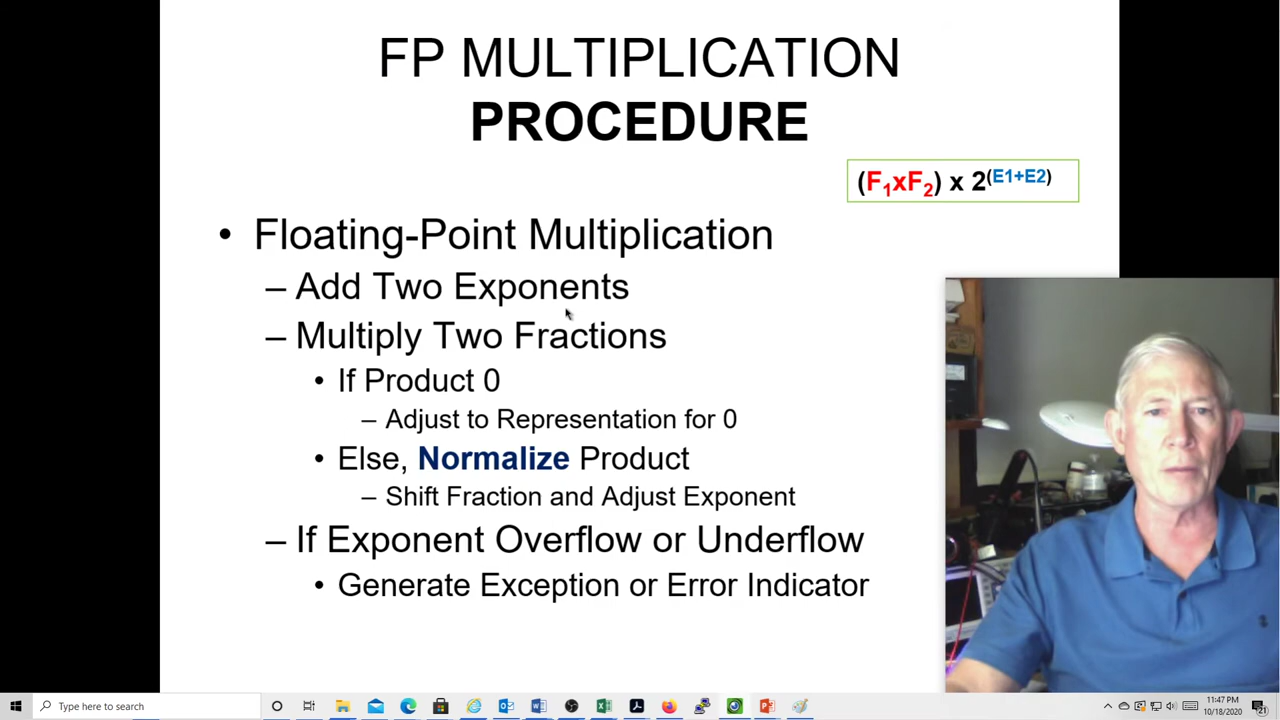 FP MULTIPLICATION
PROCEDURE
(F1xF2) x 2(E1+E2)
• Floating-Point Multiplication
– Add Two Exponents
– Multiply Two Fractions
• If Product 0
– Adjust to Representation for 0
• Else, Normalize Product
– Shift Fraction and Adjust Exponent
– If Exponent Overflow or Underflow
• Generate Exception or Error Indicator
Type here to search
11:47 PM
10/18/2020
21